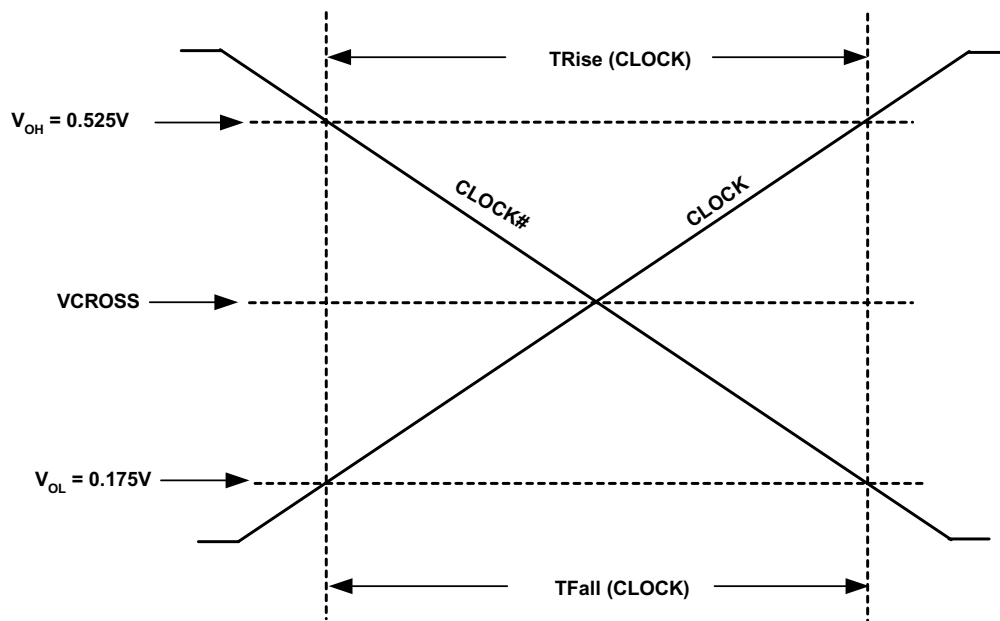 TRise (CLOCK)
VOH = 0.525V
CLOCK#
CLOCK
VCROSS
VOL = 0.175V
TFall (CLOCK)